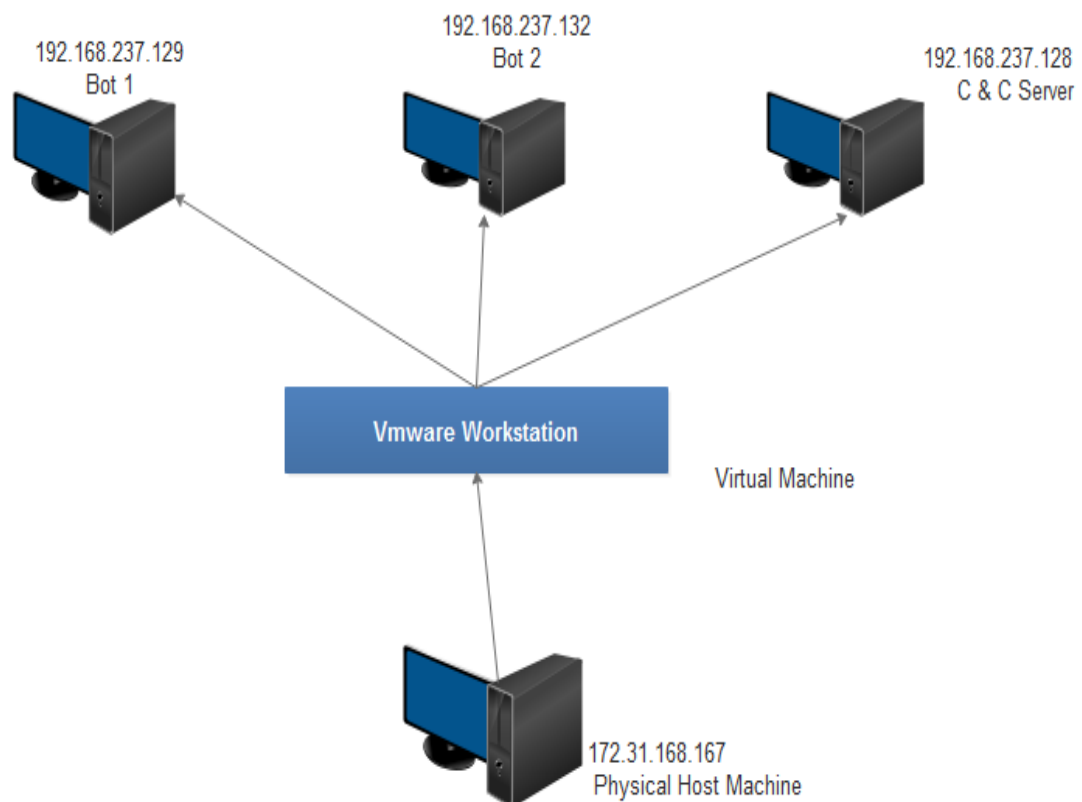 192.168.237.129
Bot 1
192.168.237.132
Bot 2
192.168.237.128
C & C Server
Vmware Workstation
Virtual Machine
172.31.168.167
Physical Host Machine